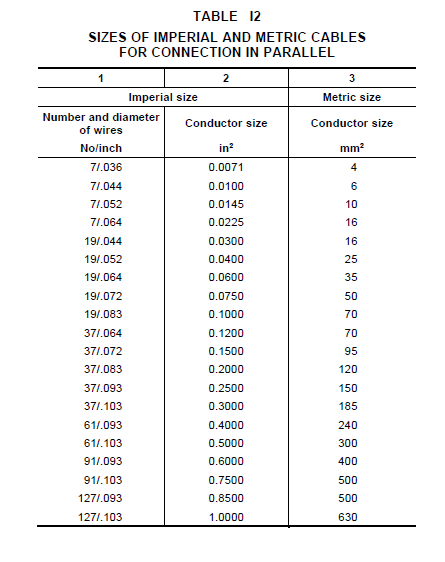 TABLE I2
SIZES OF IMPERIAL AND METRIC CABLES
FOR CONNECTION IN PARALLEL
1 2 3
Imperial size Metric size
Number and diameter
of wires Conductor size Conductor size
No/inch in² mm²
7/.036 0.0071 4
7/.044 0.0100 6
7/.052 0.0145 10
7/.064 0.0225 16
19/.044 0.0300 16
19/.052 0.0400 25
19/.064 0.0600 35
19/.072 0.0750 50
19/.083 0.1000 70
37/.064 0.1200 70
37/.072 0.1500 95
37/.083 0.2000 120
37/.093 0.2500 150
37/.103 0.3000 185
61/.093 0.4000 240
61/.103 0.5000 300
91/.093 0.6000 400
91/.103 0.7500 500
127/.093 0.8500 500
127/.103 1.0000 630